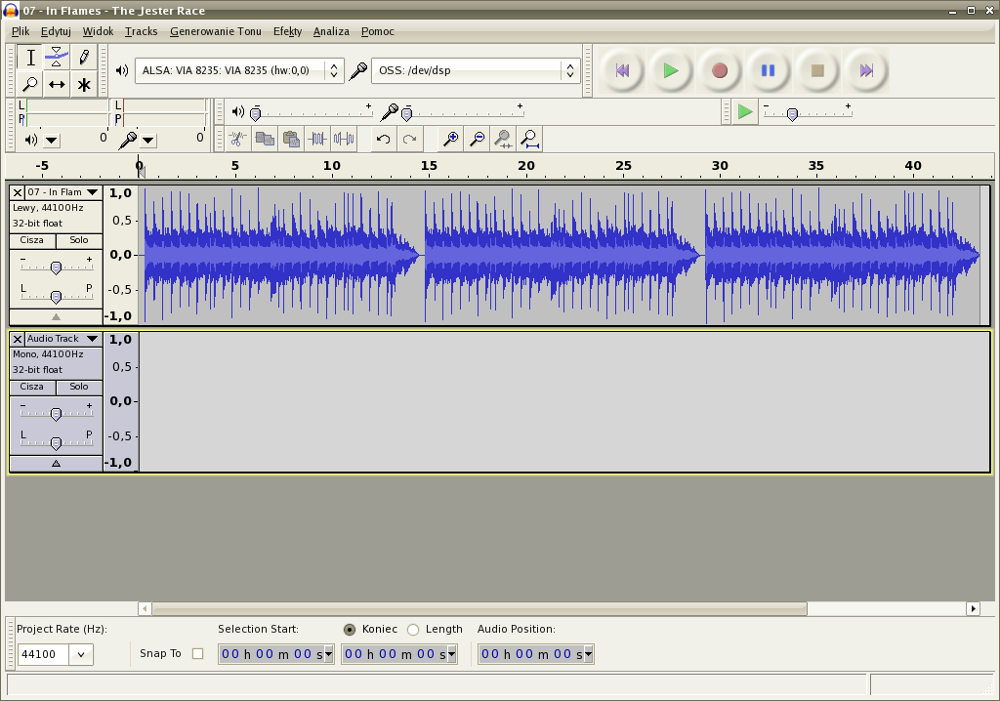 07 - In Flames - The Jester Race
Plik Edytuj Widok Tracks Generowanie Tonu Efekty Analiza Pomoc
ALSA: VIA 8235: VIA 8235 (hw:0,0) OSS: /dev/dsp
L L
P P
0 0
- + - + - +
-5 0 5 10 15 20 25 30 35 40
07 - In Flam
Lewy, 44100Hz
32-bit float
Cisza Solo
- +
L P
1,0
0,5
0,0
-0,5
-1,0
Audio Track
Mono, 44100Hz
32-bit float
Cisza Solo
- +
L P
1,0
0,5
0,0
-0,5
-1,0
Project Rate (Hz): Selection Start: Koniec Length Audio Position:
44100 Snap To 00 h 00 m 00 s 00 h 00 m 00 s 00 h 00 m 00 s